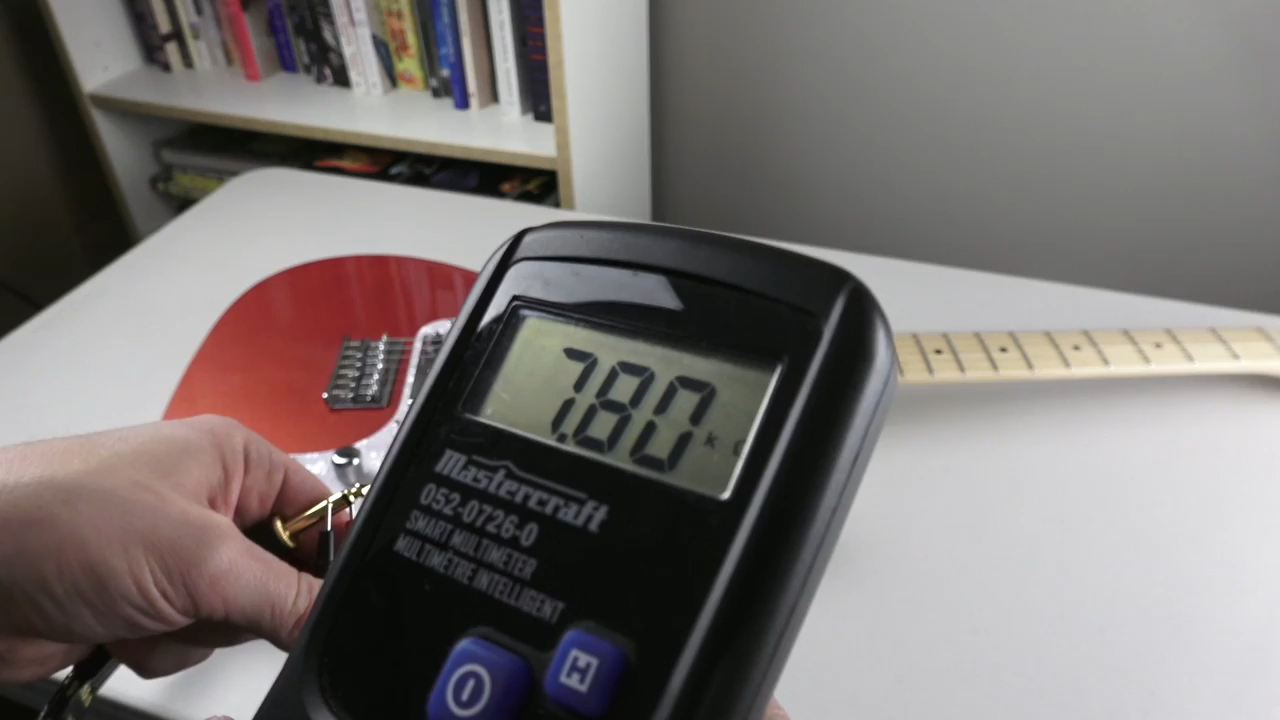 7.80 k
Mastercraft
052-0726-0
SMART MULTIMETER
MULTIMÈTRE INTELLIGENT
H